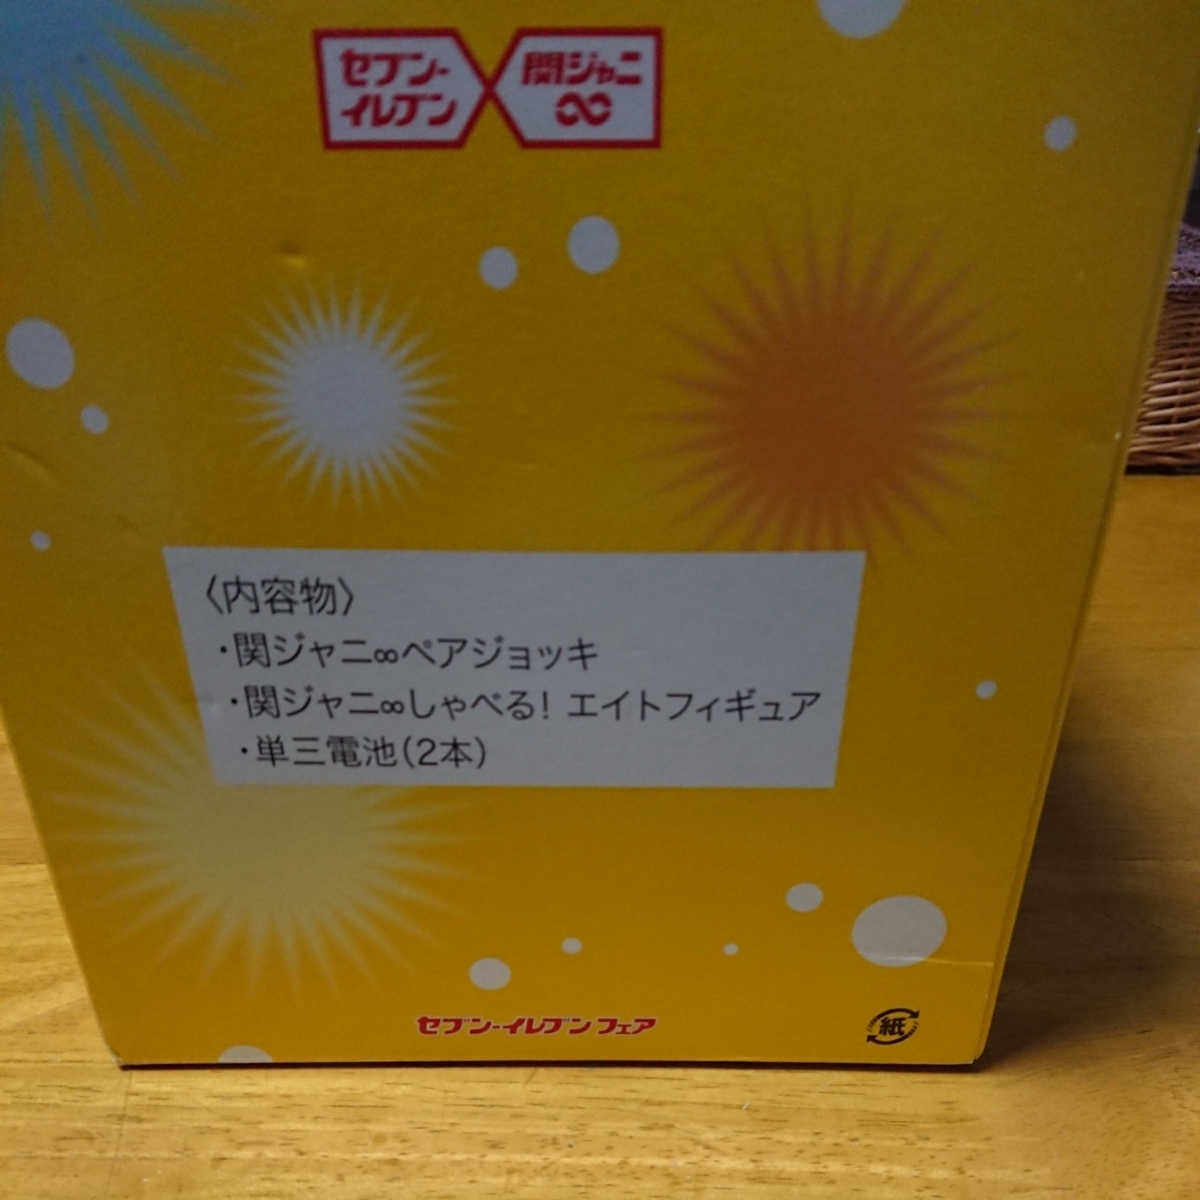 セブン-
イレブン
関ジャニ
∞
〈内容物〉
・関ジャニ∞ペアジョッキ
・関ジャニ∞しゃべる! エイトフィギュア
・単三電池(2本)
セブン-イレブン フェア
紙